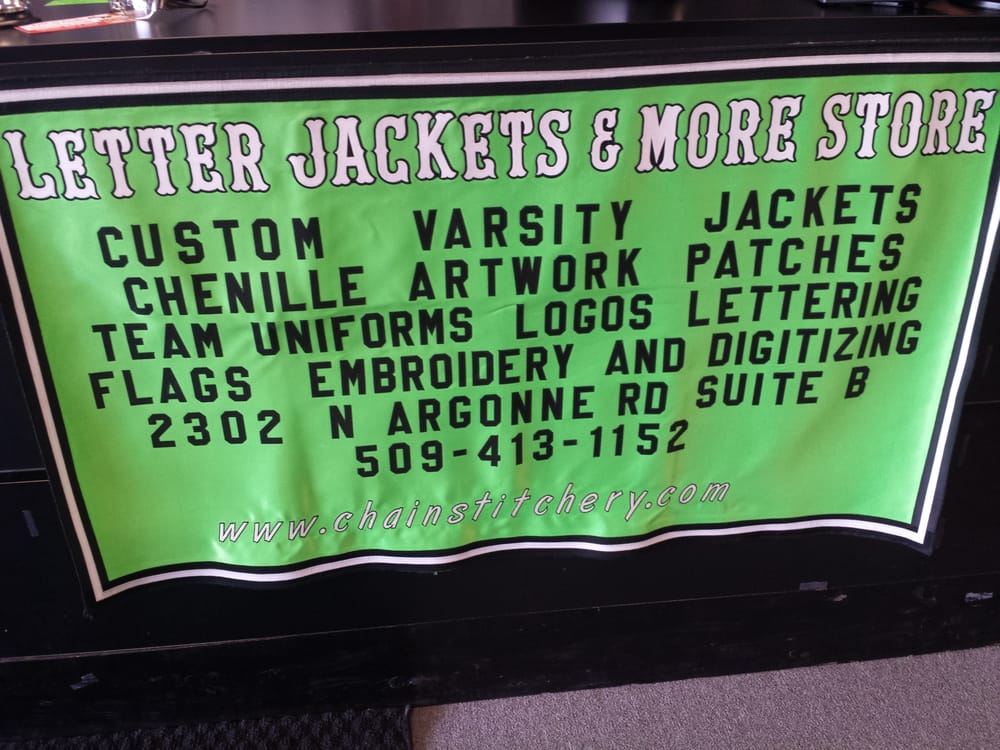 LETTER JACKETS & MORE STORE
CUSTOM VARSITY JACKETS
CHENILLE ARTWORK PATCHES
TEAM UNIFORMS LOGOS LETTERING
FLAGS EMBROIDERY AND DIGITIZING
2302 N ARGONNE RD SUITE B
509-413-1152
www.chainstitchery.com